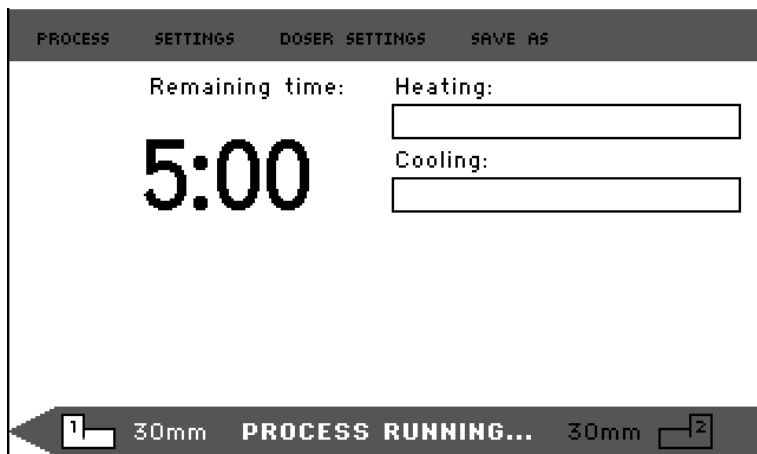 PROCESS SETTINGS DOSER SETTINGS SAVE AS
Remaining time: Heating:
5:00
Cooling:
1 30mm PROCESS RUNNING... 30mm 2